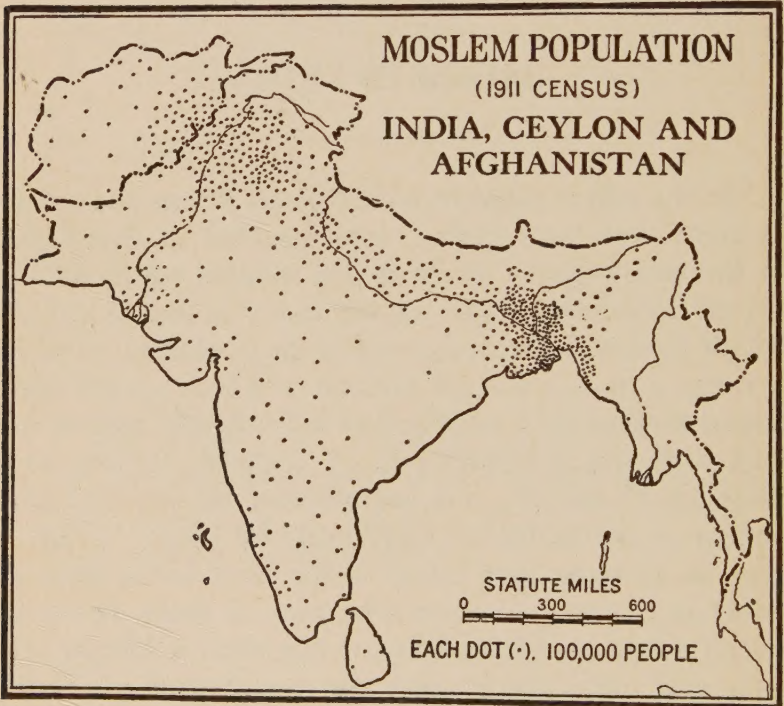 MOSLEM POPULATION
(1911 CENSUS)
INDIA, CEYLON AND
AFGHANISTAN
STATUTE MILES
0 300 600
EACH DOT (·). 100,000 PEOPLE